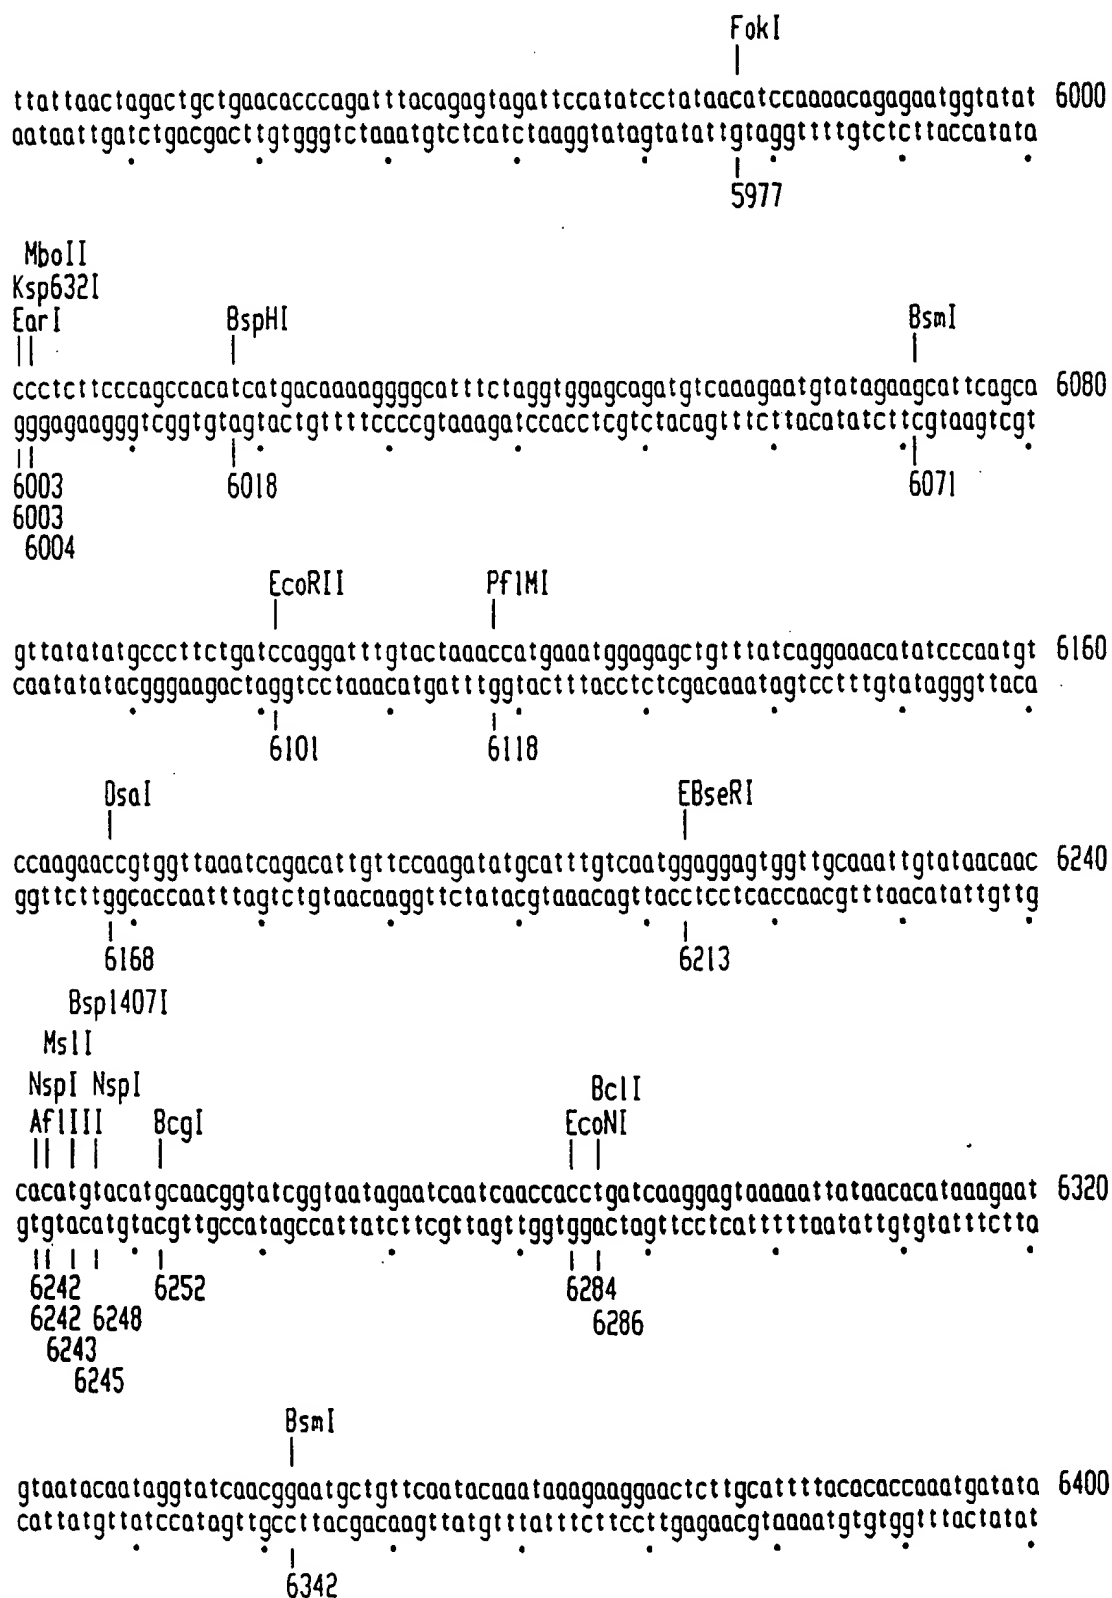 FokI
ttattaactagactgctgaacacccagatttacagagtagattccatatcctataacatccaaaacagagaatggtatat 6000
aataattgatctgacgacttgtgggtctaaatgtctcatctaaggtatagtatattgtaggttttgtctcttaccatata
5977
MboII
Ksp632I
EarI BspHI BsmI
ccctcttcccagccacatcatgacaaaaggggcatttctaggtggagcagatgtcaaagaatgtatagaagcattcagca 6080
gggagaagggtcggtgtagtactgttttccccgtaaagatccacctcgtctacagtttcttacatatcttcgtaagtcgt
6003 6018 6071
6003
6004
EcoRII PflMI
gttatatatgcccttctgatccaggatttgtactaaaccatgaaatggagagctgtttatcaggaaacatatcccaatgt 6160
caatatatacgggaagactaggtcctaaacatgatttggtactttacctctcgacaaatagtcctttgtatagggttaca
6101 6118
DsaI EBseRI
ccaagaaccgtggttaaatcagacattgttccaagatatgcatttgtcaatggaggagtggttgcaaattgtataacaac 6240
ggttcttggcaccaatttagtctgtaacaaggttctatacgtaaacagttacctcctcaccaacgtttaacatattgttg
6168 6213
Bsp1407I
MslI
NspI NspI BclI
AflIII BcgI EcoNI
cacatgtacatgcaacggtatcggtaatagaatcaatcaaccacctgatcaaggagtaaaaattataacacataaagaat 6320
gtgtacatgtacgttgccatagccattatcttcgttagttggtggactagttcctcatttttaatattgtgtatttctta
6242 6252 6284
6242 6248 6286
6243
6245
BsmI
gtaatacaataggtatcaacggaatgctgttcaatacaaataaagaaggaactcttgcattttacacaccaaatgatata 6400
cattatgttatccatagttgccttacgacaagttatgtttatttcttccttgagaacgtaaaatgtgtggtttactatat
6342